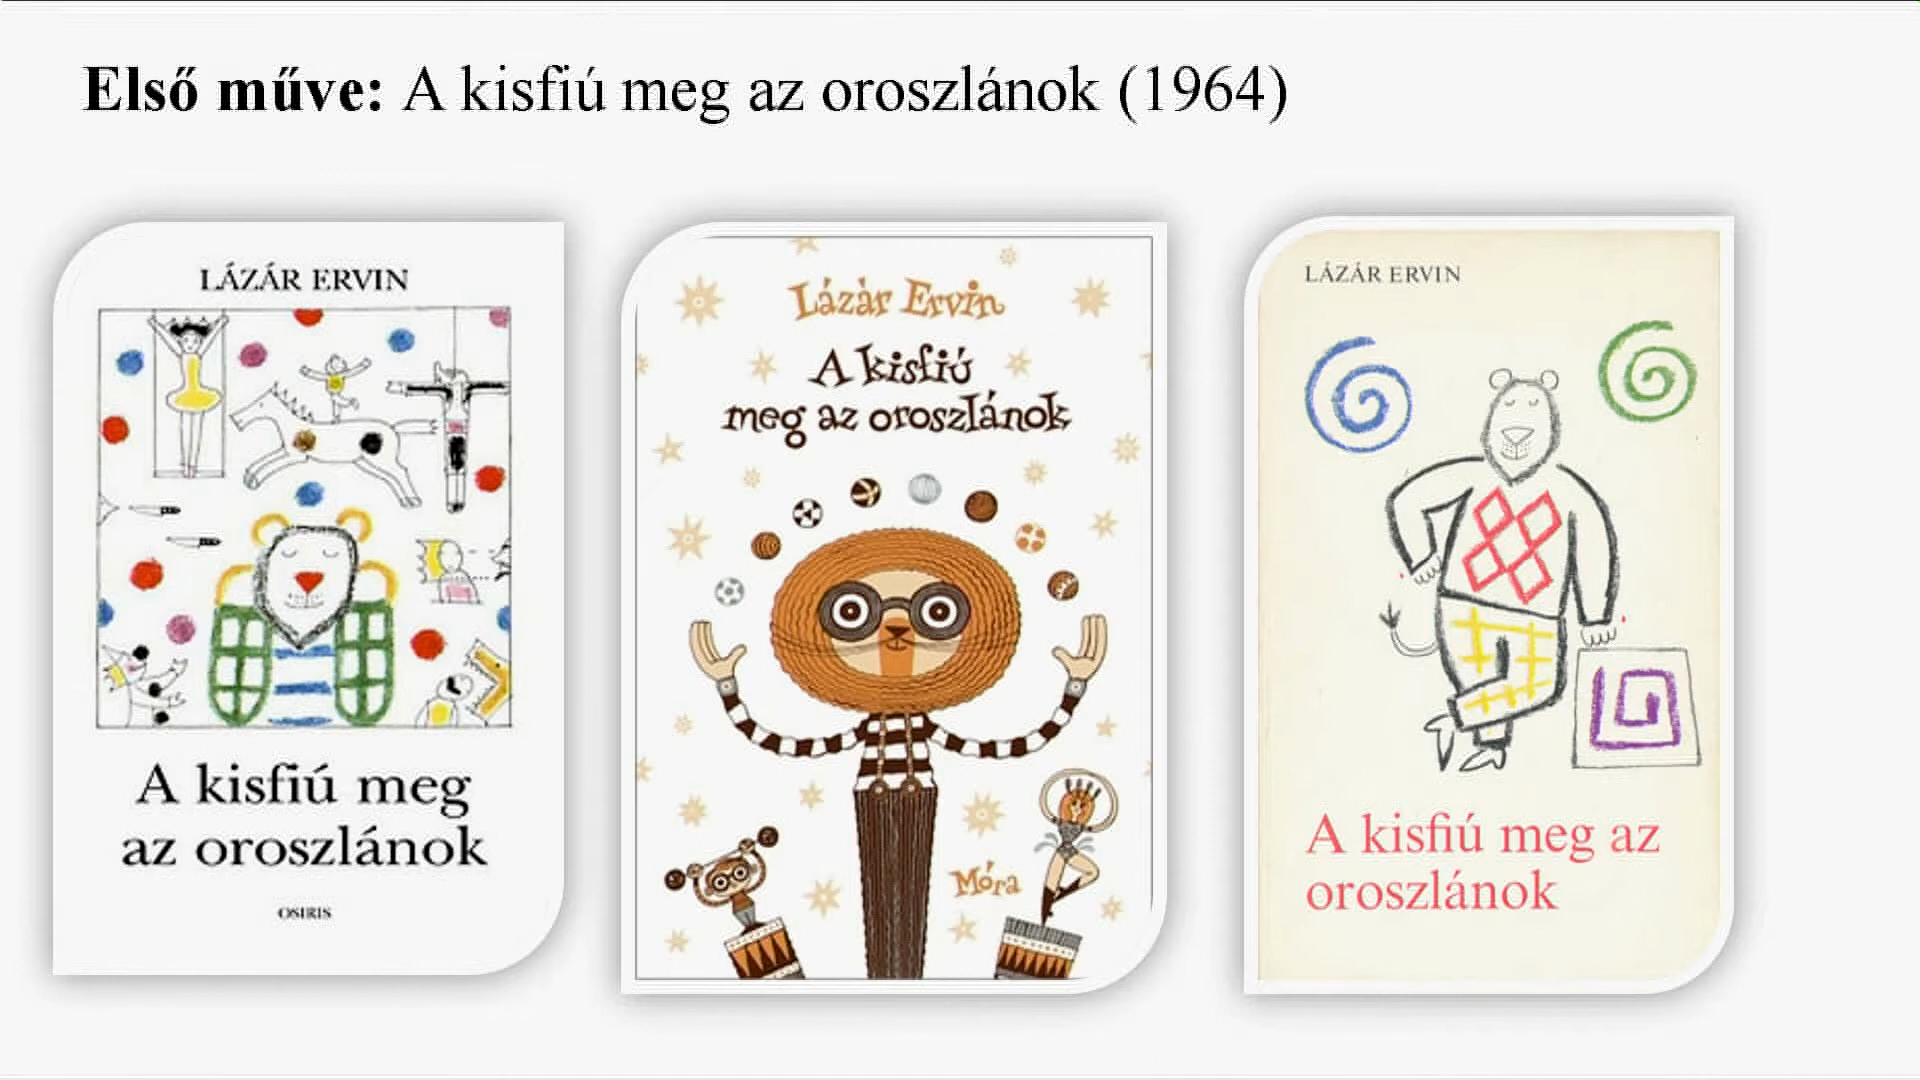 Első műve: A kisfiú meg az oroszlánok (1964)
LÁZÁR ERVIN
A kisfiú meg
az oroszlánok
OSIRIS
Lázár Ervin
A kisfiú
meg az oroszlánok
Móra
LÁZÁR ERVIN
A kisfiú meg az
oroszlánok